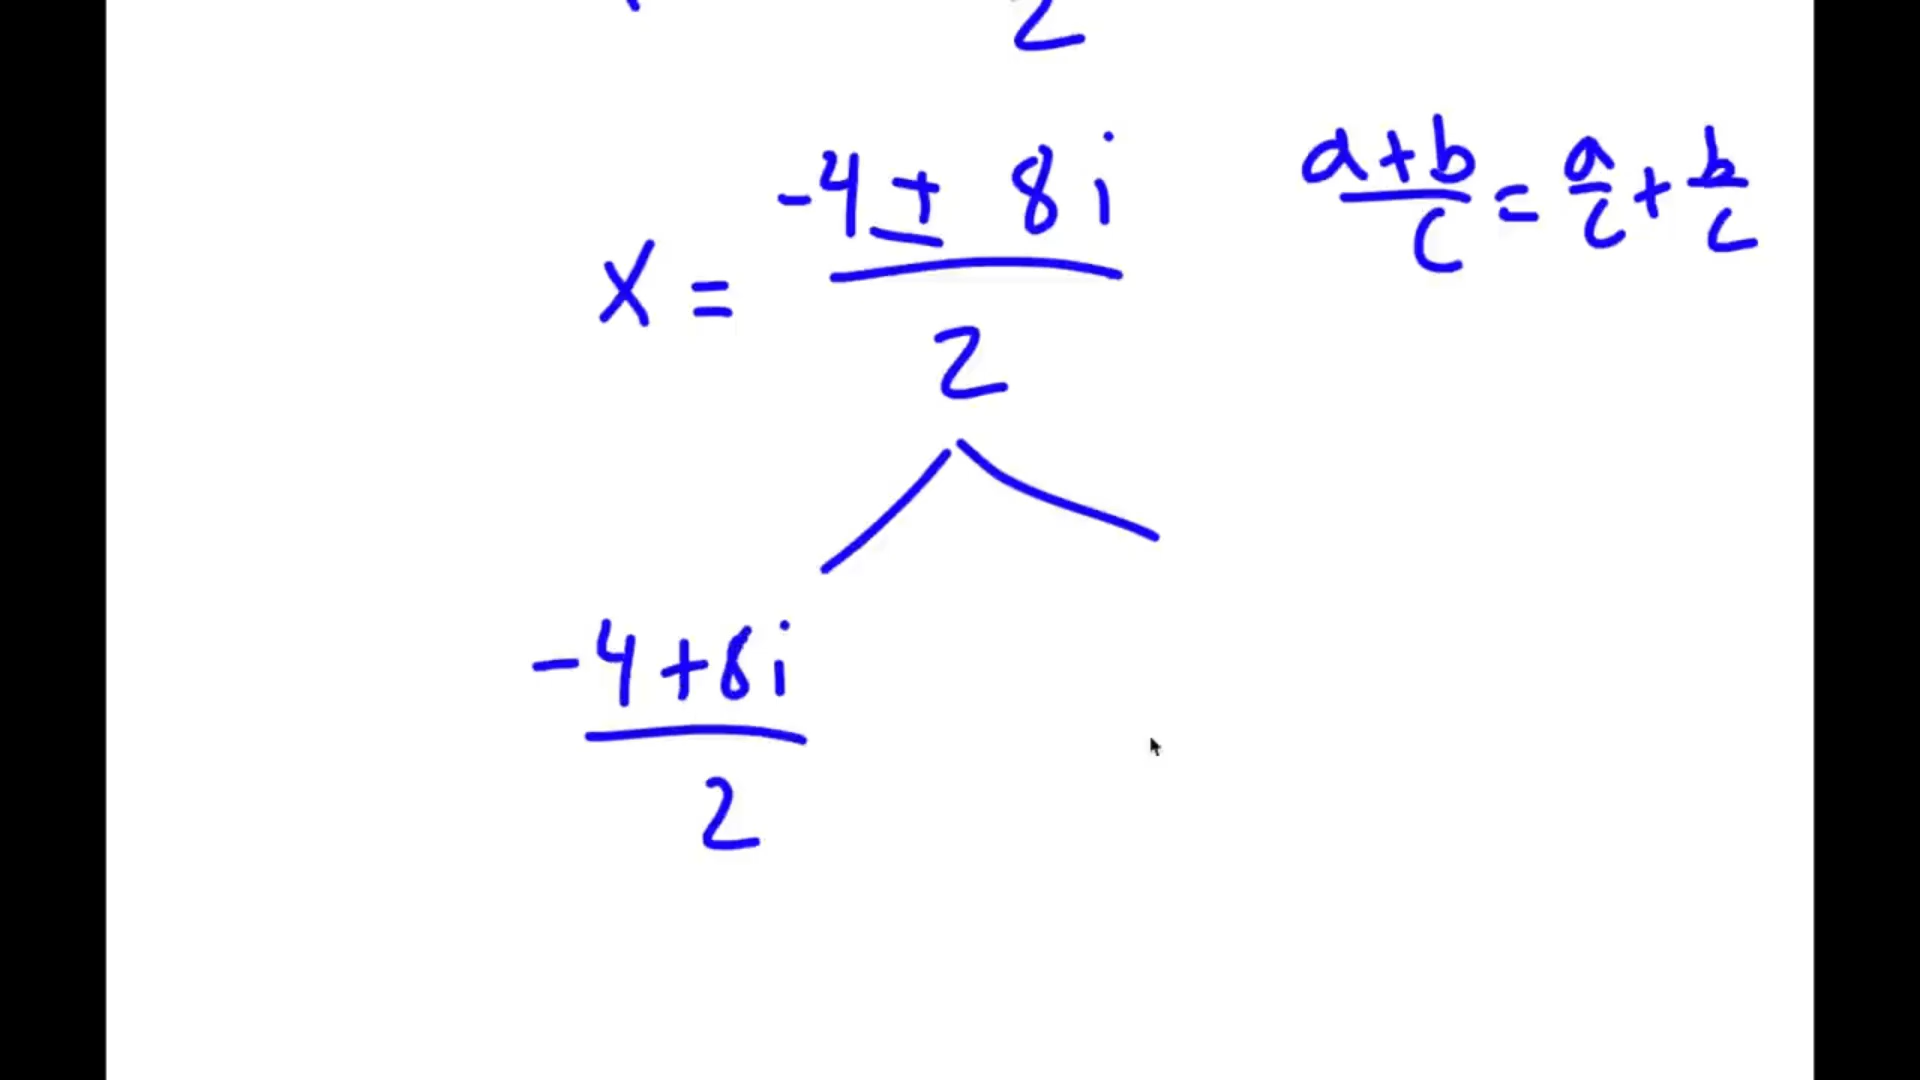 2
x = -4 ± 8i / 2
a+b / c = a/c + b/c
-4+8i / 2